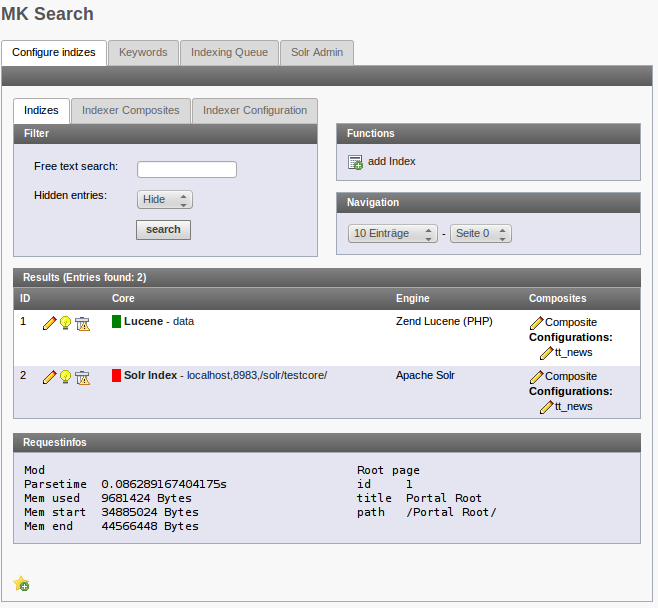 MK Search
Configure indizes Keywords Indexing Queue Solr Admin
Indizes Indexer Composites Indexer Configuration
Filter
Free text search:
Hidden entries: Hide
search
Functions
add Index
Navigation
10 Einträge - Seite 0
Results (Entries found: 2)
ID Core Engine Composites
1 Lucene - data Zend Lucene (PHP) Composite
Configurations:
tt_news
2 Solr Index - localhost,8983,/solr/testcore/ Apache Solr Composite
Configurations:
tt_news
Requestinfos
Mod
Parsetime 0.086289167404175s
Mem used 9681424 Bytes
Mem start 34885024 Bytes
Mem end 44566448 Bytes
Root page
id 1
title Portal Root
path /Portal Root/